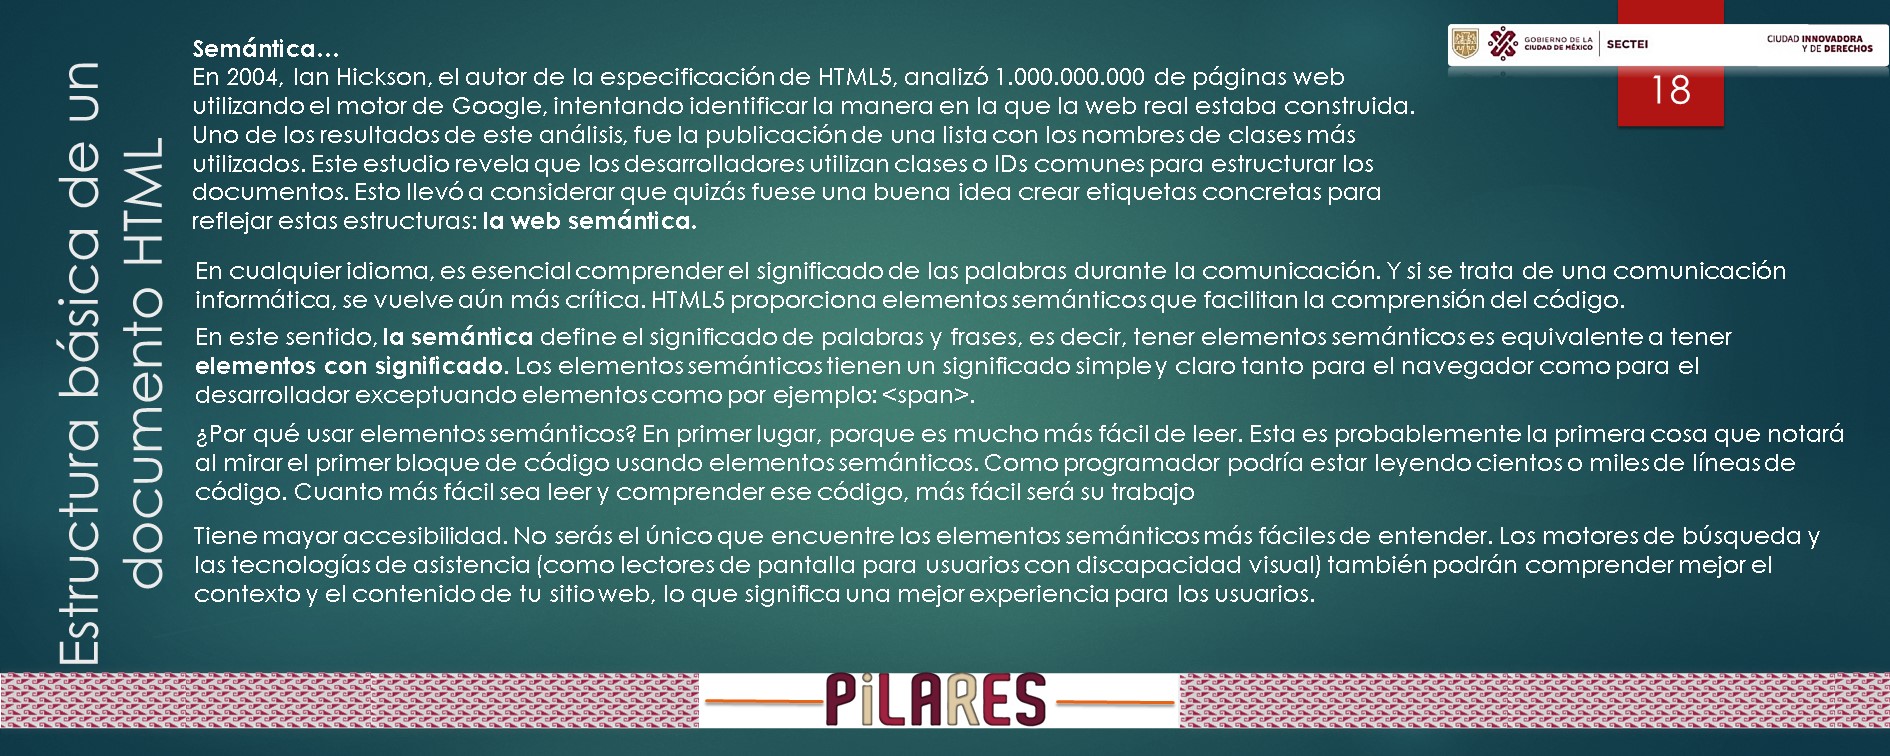 Estructura básica de un
documento HTML
Semántica...
En 2004, Ian Hickson, el autor de la especificación de HTML5, analizó 1.000.000.000 de páginas web
utilizando el motor de Google, intentando identificar la manera en la que la web real estaba construida.
Uno de los resultados de este análisis, fue la publicación de una lista con los nombres de clases más
utilizados. Este estudio revela que los desarrolladores utilizan clases o IDs comunes para estructurar los
documentos. Esto llevó a considerar que quizás fuese una buena idea crear etiquetas concretas para
reflejar estas estructuras: la web semántica.
GOBIERNO DE LA
CIUDAD DE MÉXICO
SECTEI
CIUDAD INNOVADORA
Y DE DERECHOS
18
En cualquier idioma, es esencial comprender el significado de las palabras durante la comunicación. Y si se trata de una comunicación
informática, se vuelve aún más crítica. HTML5 proporciona elementos semánticos que facilitan la comprensión del código.
En este sentido, la semántica define el significado de palabras y frases, es decir, tener elementos semánticos es equivalente a tener
elementos con significado. Los elementos semánticos tienen un significado simple y claro tanto para el navegador como para el
desarrollador exceptuando elementos como por ejemplo: <span>.
¿Por qué usar elementos semánticos? En primer lugar, porque es mucho más fácil de leer. Esta es probablemente la primera cosa que notará
al mirar el primer bloque de código usando elementos semánticos. Como programador podría estar leyendo cientos o miles de líneas de
código. Cuanto más fácil sea leer y comprender ese código, más fácil será su trabajo
Tiene mayor accesibilidad. No serás el único que encuentre los elementos semánticos más fáciles de entender. Los motores de búsqueda y
las tecnologías de asistencia (como lectores de pantalla para usuarios con discapacidad visual) también podrán comprender mejor el
contexto y el contenido de tu sitio web, lo que significa una mejor experiencia para los usuarios.
PiLARES